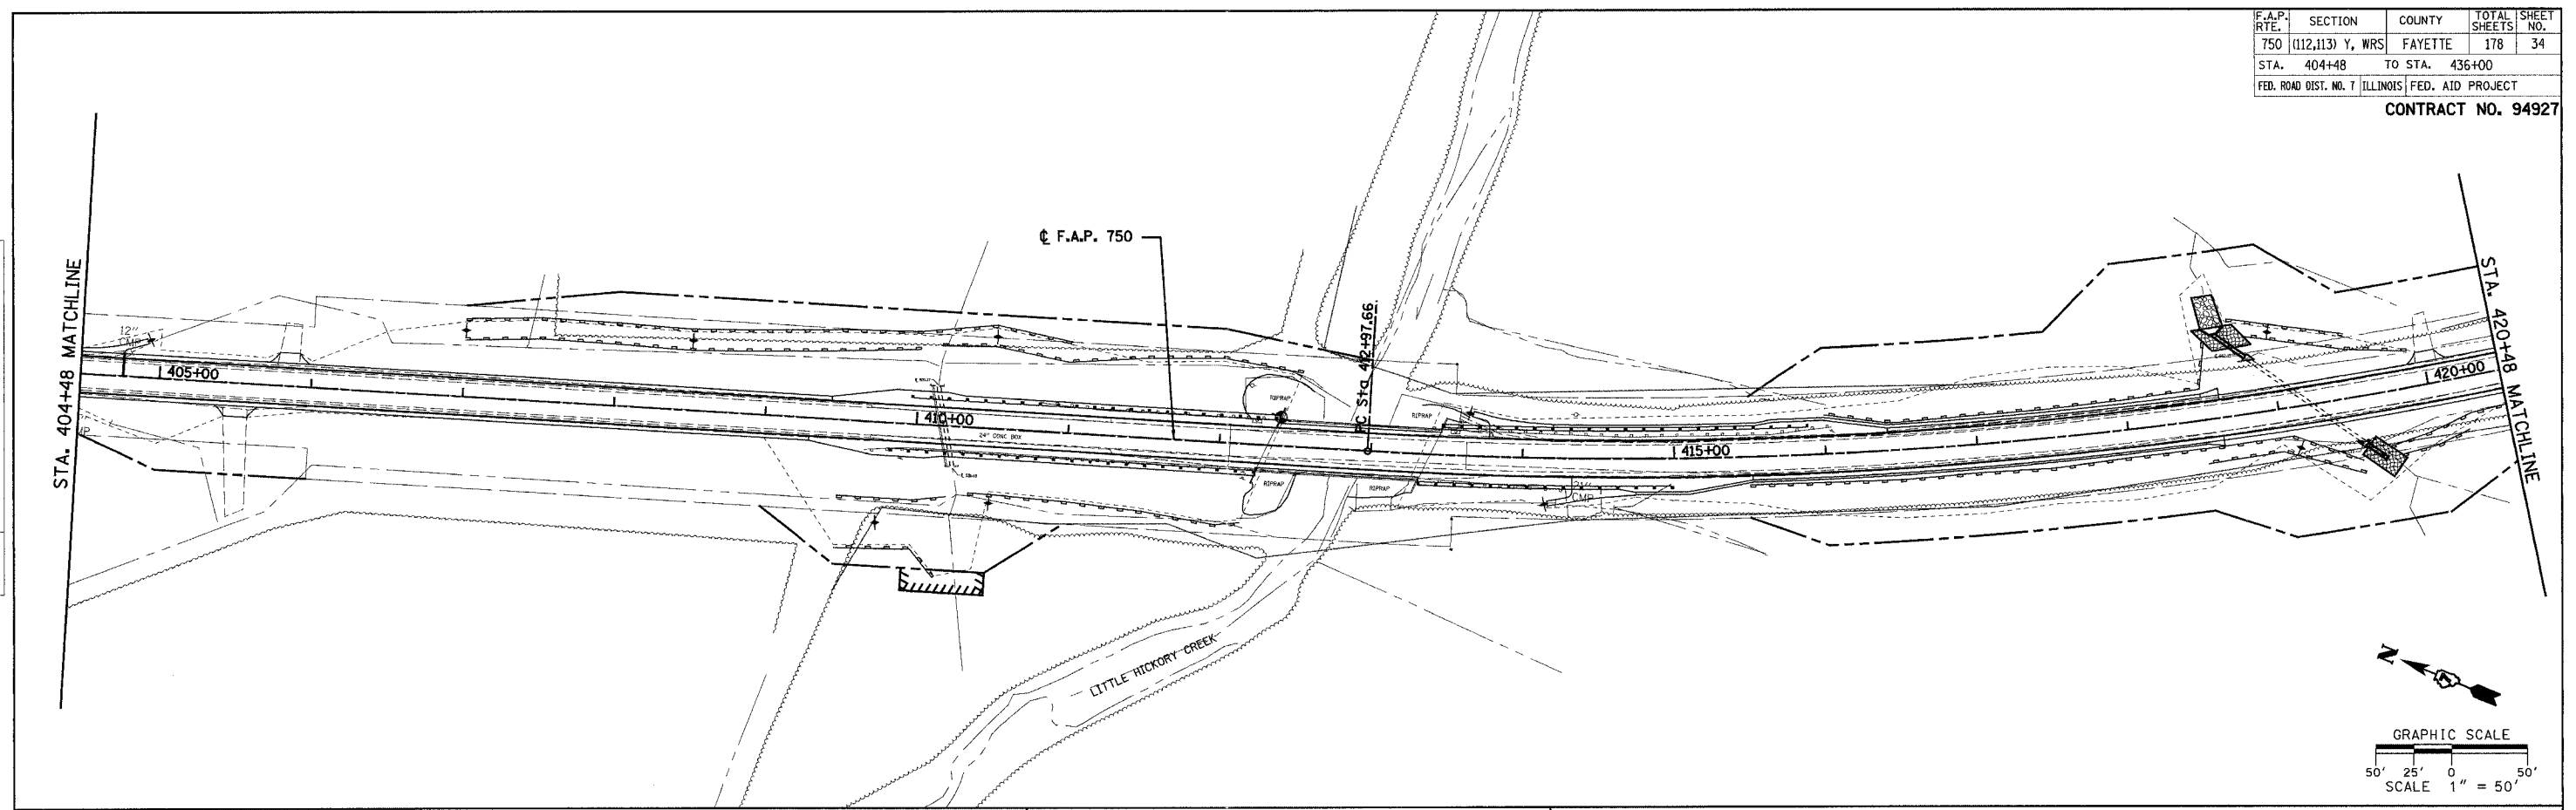 F.A.P. RTE. SECTION COUNTY TOTAL SHEETS SHEET NO.
750 (112,113) Y, WRS FAYETTE 178 34
STA. 404+48 TO STA. 436+00
FED. ROAD DIST. NO. 7 ILLINOIS FED. AID PROJECT
CONTRACT NO. 94927
STA. 404+48 MATCHLINE
℄ F.A.P. 750
PC Sta 412+97.66
STA. 420+48 MATCHLINE
12"
CMP
405+00
410+00
24" CONC BOX
RIPRAP
RIPRAP
RIPRAP
RIPRAP
415+00
CMP
420+00
LITTLE HICKORY CREEK
N
GRAPHIC SCALE
50' 25' 0 50'
SCALE 1" = 50'